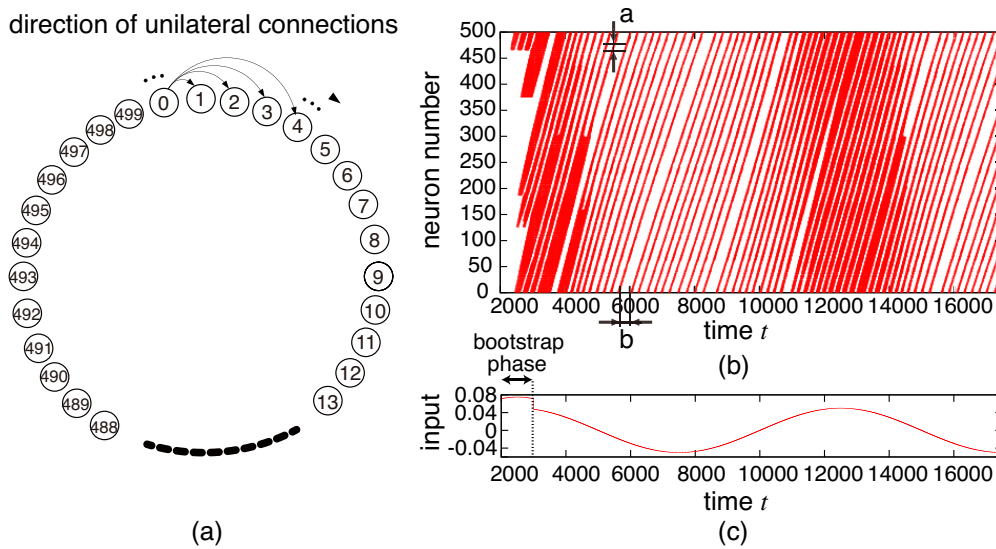 direction of unilateral connections
0
1
2
3
4
5
6
7
8
9
10
11
12
13
488
489
490
491
492
493
494
495
496
497
498
499
(a)
a
neuron number
500
450
400
350
300
250
200
150
100
50
0
2000 4000 6000 8000 10000 12000 14000 16000
b
time t
(b)
bootstrap
phase
input
0.08
0.04
0
-0.04
2000 4000 6000 8000 10000 12000 14000 16000
time t
(c)